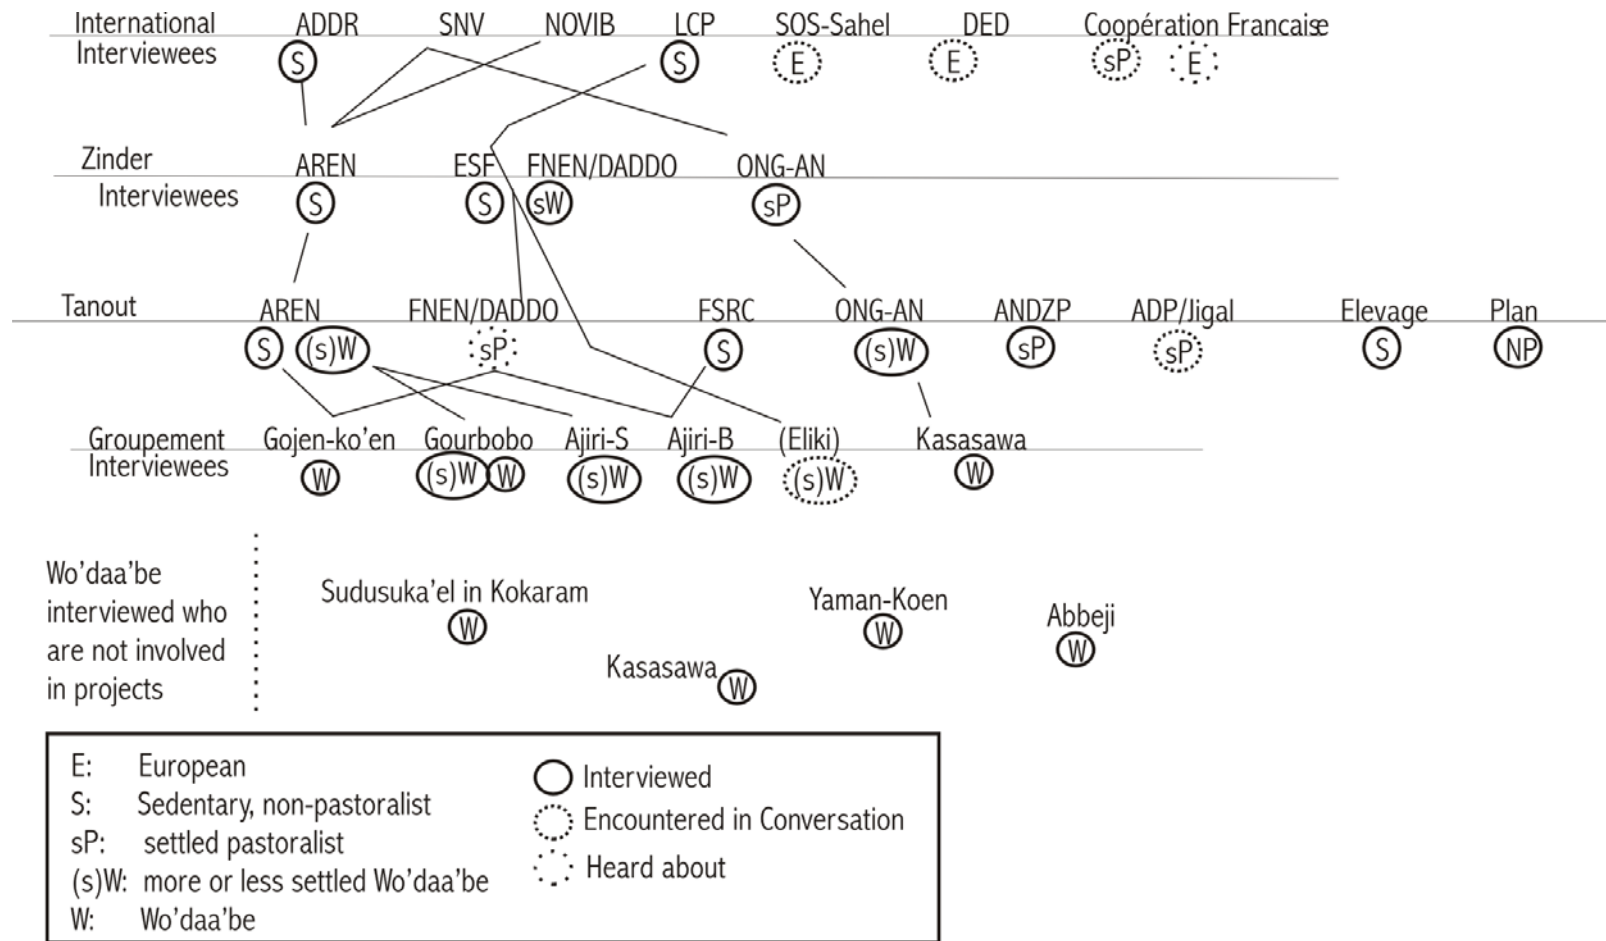 International ADDR SNV NOVIB LCP SOS-Sahel DED Coopération Francaise
Interviewees S S E E sP E
Zinder AREN ESF FNEN/DADDO ONG-AN
Interviewees S S sW sP
Tanout AREN FNEN/DADDO FSRC ONG-AN ANDZP ADP/Jigal Elevage Plan
S (s)W sP S (s)W sP sP S NP
Groupement Gojen-ko'en Gourbobo Ajiri-S Ajiri-B (Eliki) Kasasawa
Interviewees W (s)W W (s)W (s)W (s)W W
Wo'daa'be
interviewed who
are not involved
in projects
Sudusuka'el in Kokaram
W
Kasasawa W
Yaman-Koen
W
Abbeji
W
E: European
S: Sedentary, non-pastoralist
sP: settled pastoralist
(s)W: more or less settled Wo'daa'be
W: Wo'daa'be
Interviewed
Encountered in Conversation
Heard about